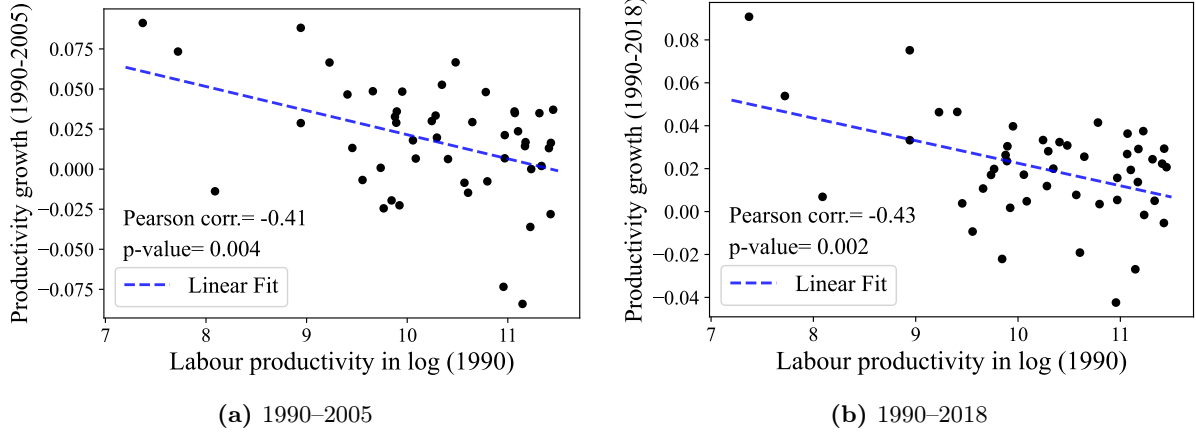 Productivity growth (1990-2005)
0.075
0.050
0.025
0.000
−0.025
−0.050
−0.075
Pearson corr.= -0.41
p-value= 0.004
Linear Fit
7 8 9 10 11
Labour productivity in log (1990)
(a) 1990–2005
Productivity growth (1990-2018)
0.08
0.06
0.04
0.02
0.00
−0.02
−0.04
Pearson corr.= -0.43
p-value= 0.002
Linear Fit
7 8 9 10 11
Labour productivity in log (1990)
(b) 1990–2018